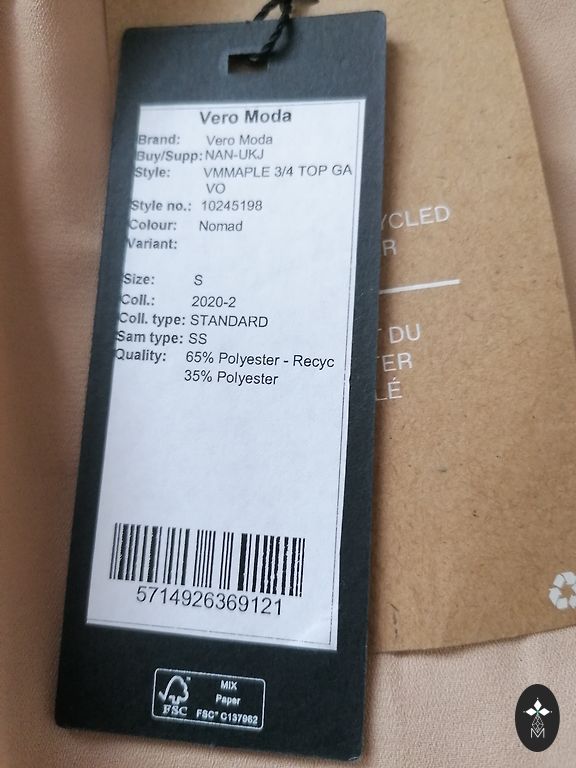 Vero Moda
Brand: Vero Moda
Buy/Supp: NAN-UKJ
Style: VMMAPLE 3/4 TOP GA
VO
Style no.: 10245198
Colour: Nomad
Variant:
Size: S
Coll.: 2020-2
Coll. type: STANDARD
Sam type: SS
Quality: 65% Polyester - Recyc
35% Polyester
5714926369121
FSC
MIX
Paper
FSC® C137962
YCLED
R
T DU
TER
LÉ
M